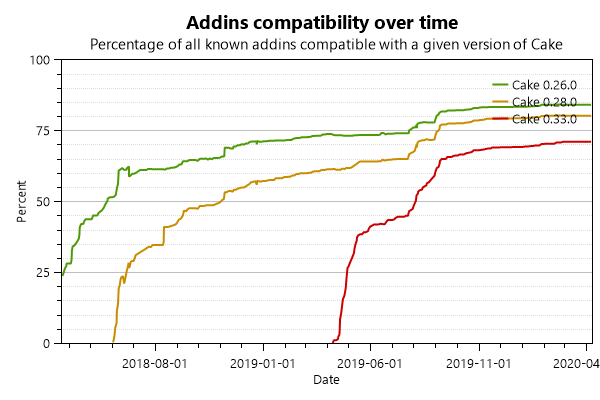 Addins compatibility over time
Percentage of all known addins compatible with a given version of Cake
100
75
50
25
0
Percent
Cake 0.26.0
Cake 0.28.0
Cake 0.33.0
2018-08-01
2019-01-01
2019-06-01
2019-11-01
2020-04
Date